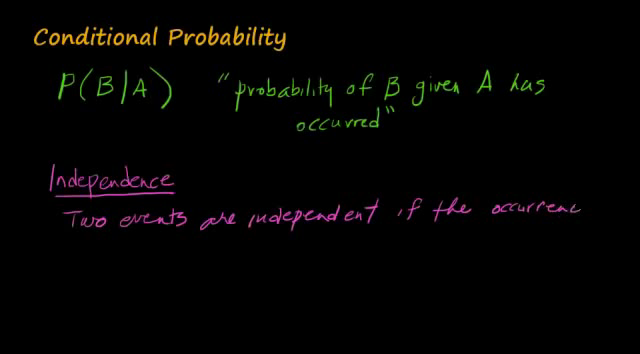 Conditional Probability
P(B/A) "probability of B given A has
occurred"
Independence
Two events are independent if the occurrenc